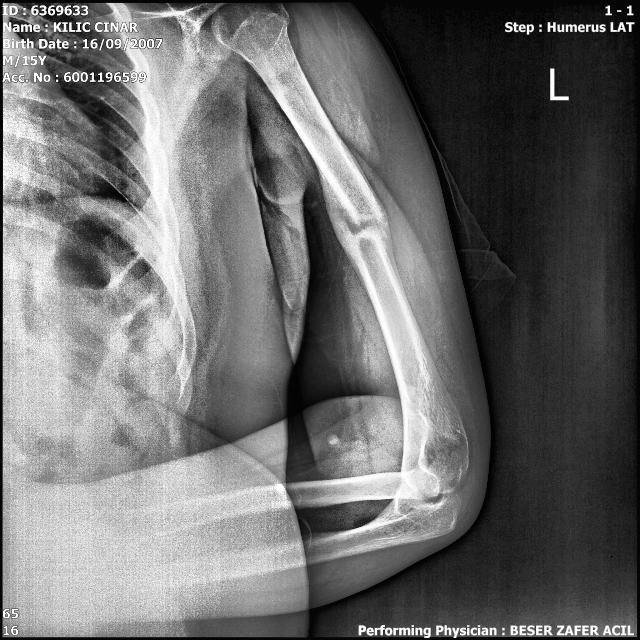 ID : 6369633
Name : KILIC CINAR
Birth Date : 16/09/2007
M/15Y
Acc. No : 6001196599
1 - 1
Step : Humerus LAT
L
65
16
Performing Physician : BESER ZAFER ACIL